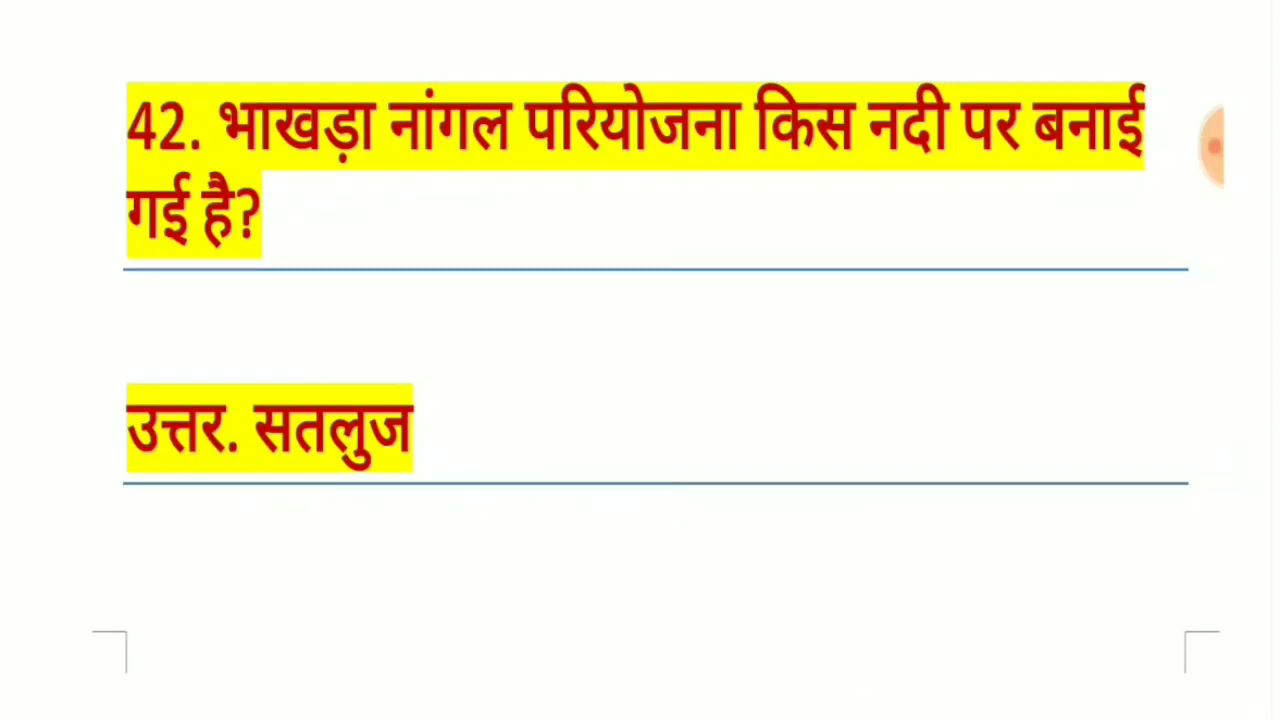 42. भाखड़ा नांगल परियोजना किस नदी पर बनाई
गई है?
उत्तर. सतलुज